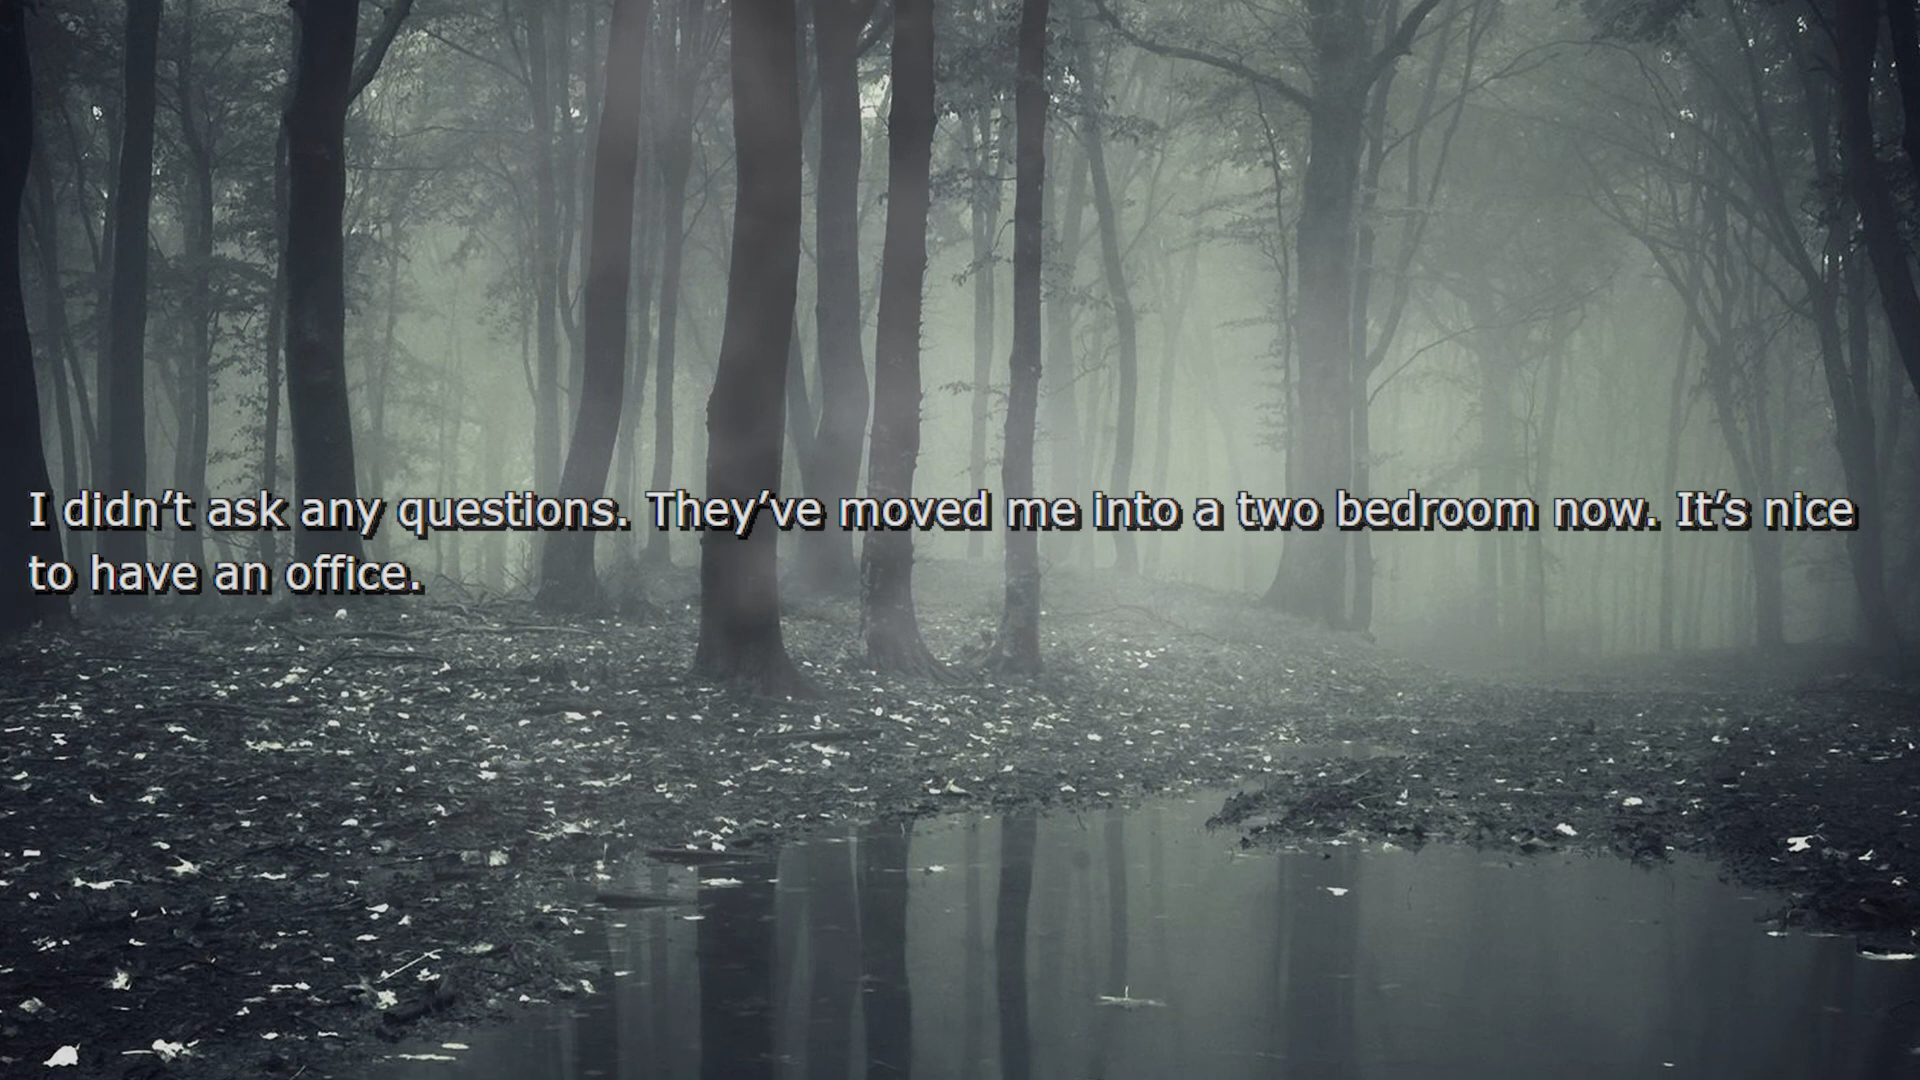 I didn’t ask any questions. They’ve moved me into a two bedroom now. It’s nice
to have an office.